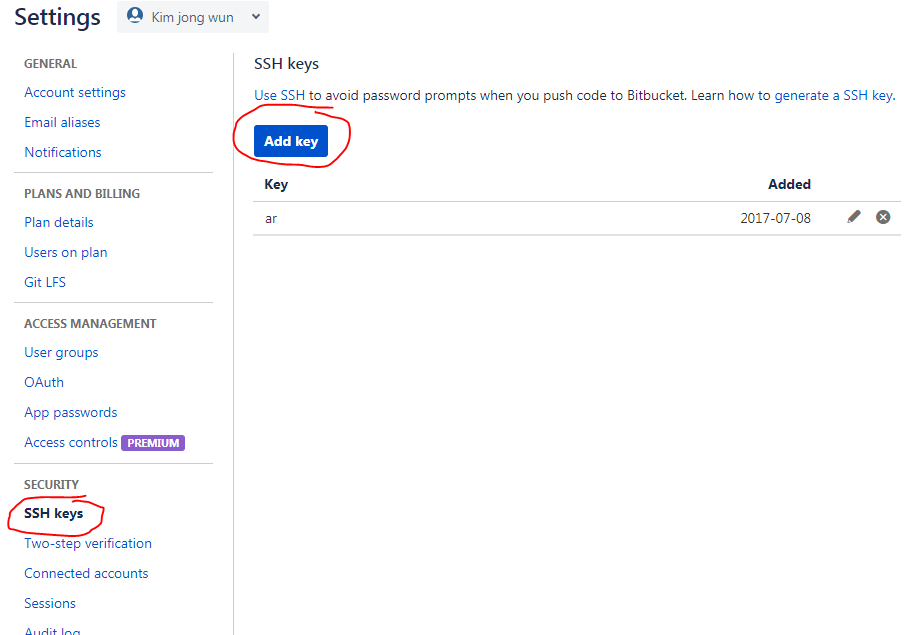 Settings
Kim jong wun
GENERAL
Account settings
Email aliases
Notifications
PLANS AND BILLING
Plan details
Users on plan
Git LFS
ACCESS MANAGEMENT
User groups
OAuth
App passwords
Access controls PREMIUM
SECURITY
SSH keys
Two-step verification
Connected accounts
Sessions
Audit log
SSH keys
Use SSH to avoid password prompts when you push code to Bitbucket. Learn how to generate a SSH key.
Add key
Key Added
ar 2017-07-08